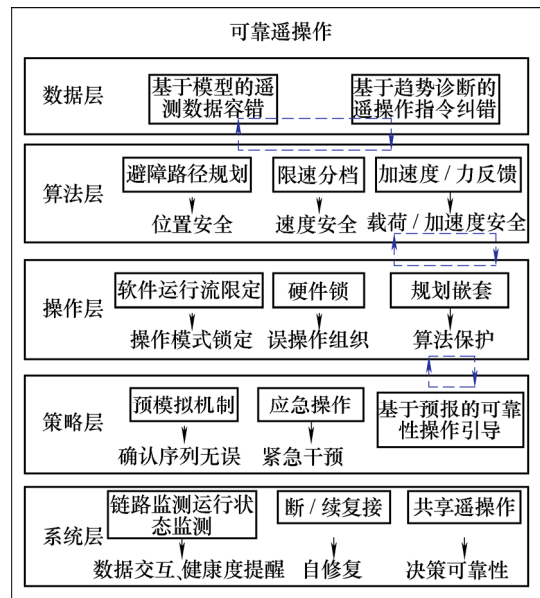 可靠遥操作
数据层
基于模型的遥
测数据容错
基于趋势诊断的
遥操作指令纠错
算法层
避障路径规划
限速分档
加速度/力反馈
位置安全
速度安全
载荷/加速度安全
操作层
软件运行流限定
硬件锁
规划嵌套
操作模式锁定
误操作组织
算法保护
策略层
预模拟机制
应急操作
基于预报的可靠
性操作引导
确认序列无误
紧急干预
系统层
链路监测运行状
态监测
断/续复接
共享遥操作
数据交互、健康度提醒
自修复
决策可靠性